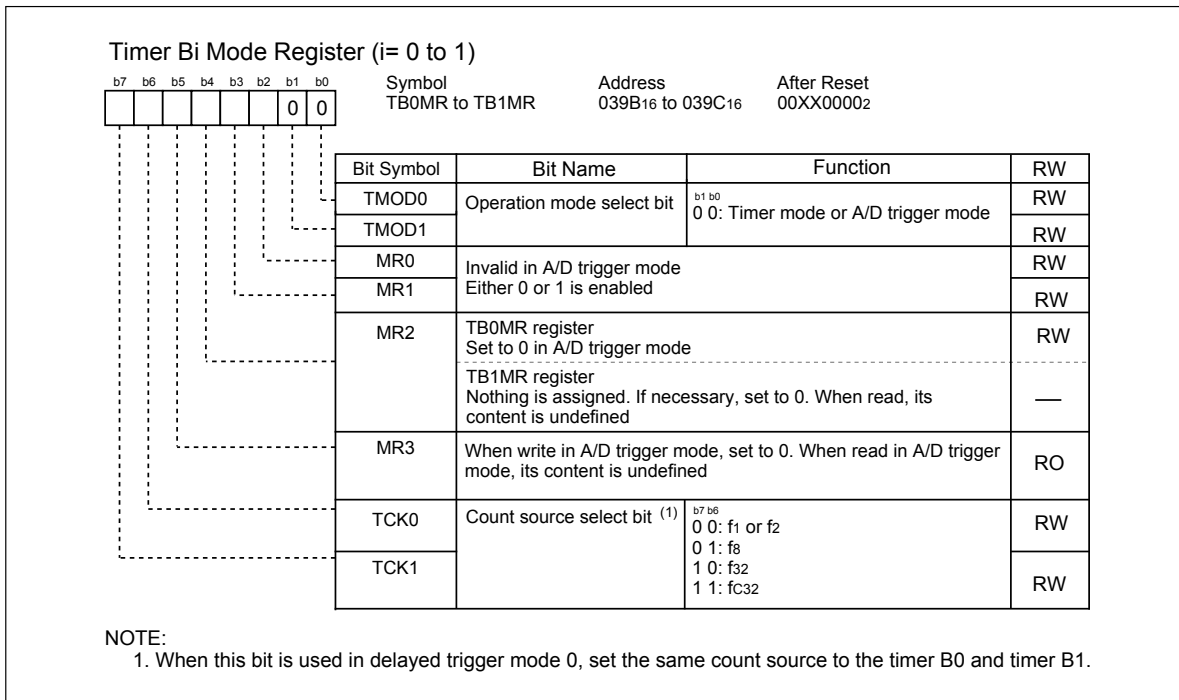 Timer Bi Mode Register (i= 0 to 1)
b7 b6 b5 b4 b3 b2 b1 b0
0 0
Symbol Address After Reset
TB0MR to TB1MR 039B16 to 039C16 00XX00002
Bit Symbol Bit Name Function RW
TMOD0 Operation mode select bit b1 b0 RW
0 0: Timer mode or A/D trigger mode
TMOD1 RW
MR0 Invalid in A/D trigger mode RW
MR1 Either 0 or 1 is enabled RW
MR2 TB0MR register RW
Set to 0 in A/D trigger mode
TB1MR register
Nothing is assigned. If necessary, set to 0. When read, its —
content is undefined
MR3 When write in A/D trigger mode, set to 0. When read in A/D trigger RO
mode, its content is undefined
TCK0 Count source select bit (1) b7 b6 RW
0 0: f1 or f2
0 1: f8
TCK1 1 0: f32 RW
1 1: fC32
NOTE:
1. When this bit is used in delayed trigger mode 0, set the same count source to the timer B0 and timer B1.